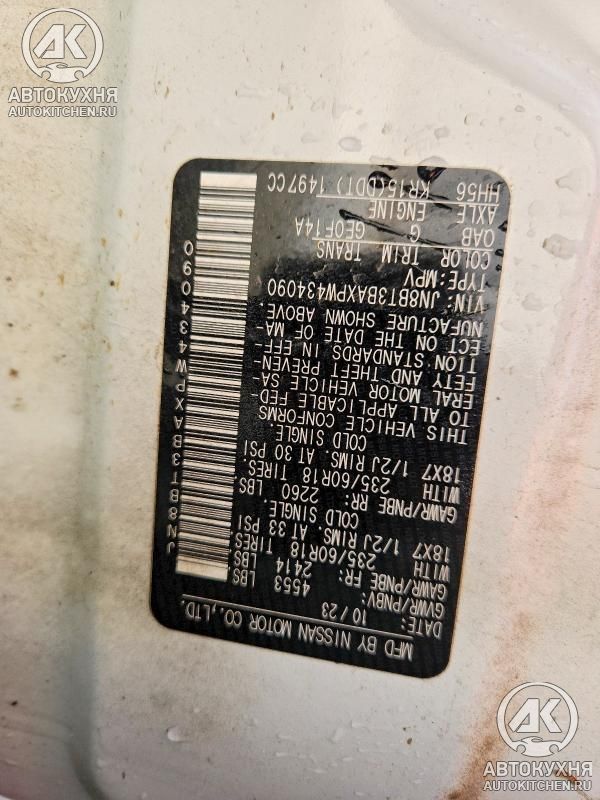 AK
АВТОКУХНЯ
AUTOKITCHEN.RU
MFD BY NISSAN MOTOR CO.,LTD.
DATE: 10/23
GVWR/PNBV: 4553 LBS.
GAWR/PNBE FR: 2414 LBS.
WITH 235/60R18 TIRES.
18X7 1/2J RIMS AT 33 PSI
COLD SINGLE.
GAWR/PNBE RR: 2260 LBS.
WITH 235/60R18 TIRES.
18X7 1/2J RIMS. AT 30 PSI
COLD SINGLE.
THIS VEHICLE CONFORMS
TO ALL APPLICABLE FED-
ERAL MOTOR VEHICLE SA-
FETY AND THEFT PREVEN-
TION STANDARDS IN EFF-
ECT ON THE DATE OF MA-
NUFACTURE SHOWN ABOVE
VIN: JN8BT3BAXPW434090
TYPE: MPV
COLOR TRIM TRANS
QAB G GE0F14A
AXLE ENGINE
HH56 KR15(DDT) 1497CC
JN8BT3BAXPW434090
AK
АВТОКУХНЯ
AUTOKITCHEN.RU